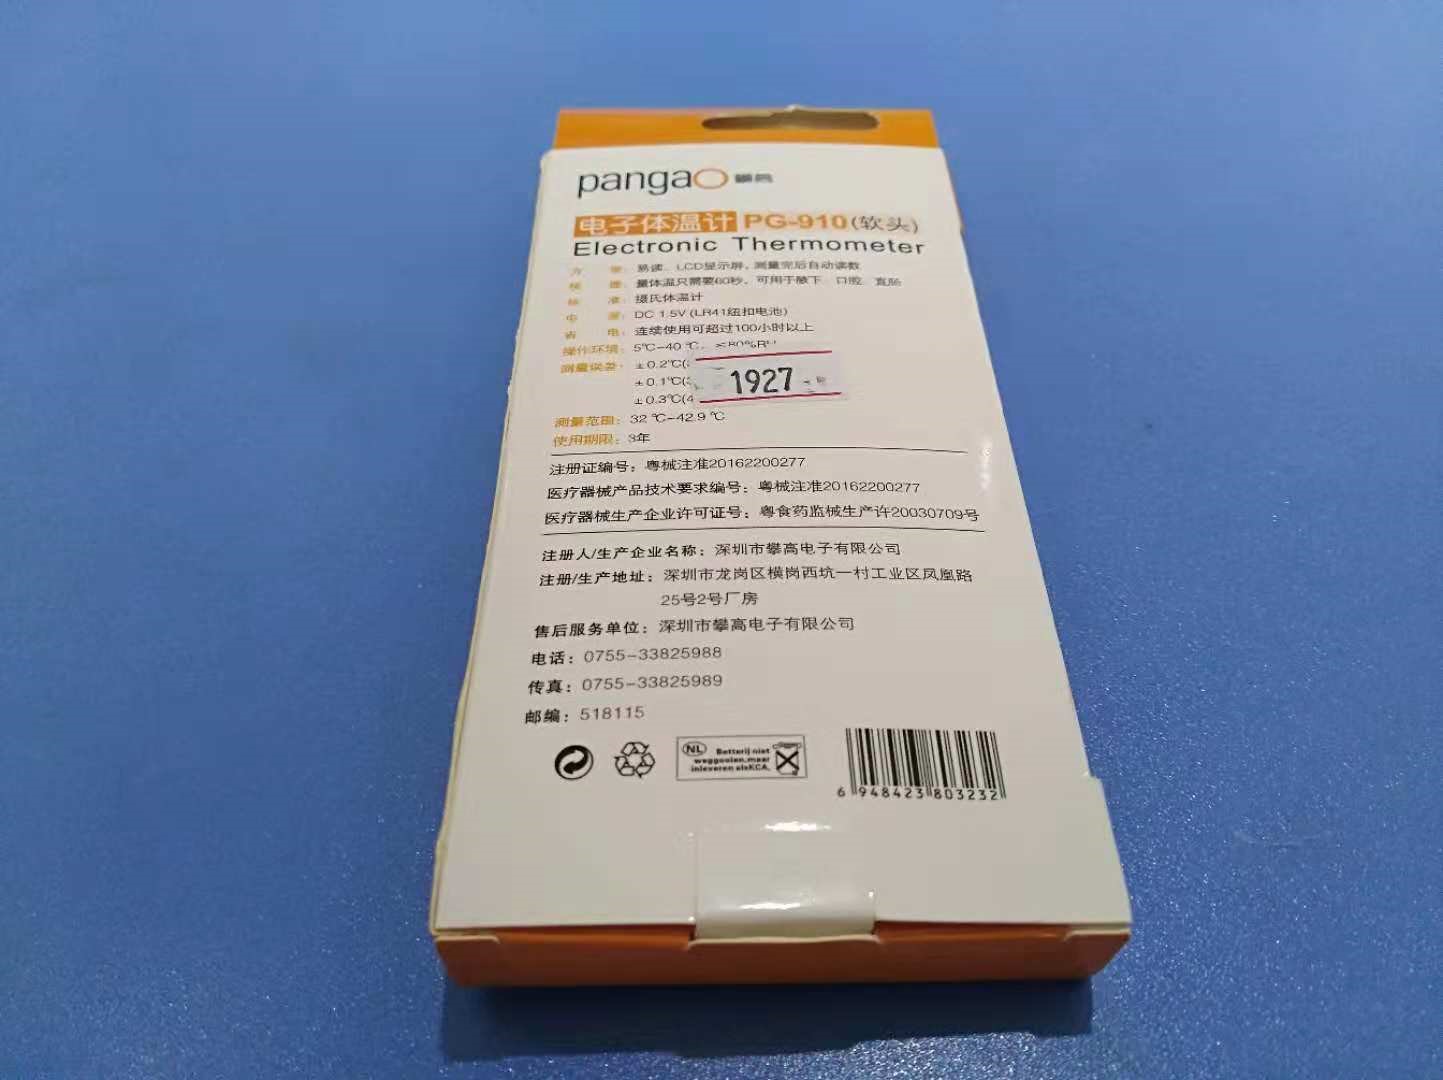 pangao 攀高
电子体温计 PG-910(软头)
Electronic Thermometer
方 便: 易读、LCD显示屏，测量完后自动读数
快 速: 量体温只需要60秒，可用于腋下、口腔、直肠
标 准: 摄氏体温计
电 源: DC 1.5V (LR41纽扣电池)
省 电: 连续使用可超过100小时以上
操作环境: 5℃-40 ℃, ≤80%RH
测量误差: ±0.2℃(
±0.1℃(
±0.3℃(4
1927
测量范围: 32 ℃-42.9 ℃
使用期限: 3年
注册证编号: 粤械注准20162200277
医疗器械产品技术要求编号: 粤械注准20162200277
医疗器械生产企业许可证号: 粤食药监械生产许20030709号
注册人/生产企业名称: 深圳市攀高电子有限公司
注册/生产地址: 深圳市龙岗区横岗西坑一村工业区凤凰路
25号2号厂房
售后服务单位: 深圳市攀高电子有限公司
电话: 0755-33825988
传真: 0755-33825989
邮编: 518115
NL Betterij niet
weggooien,maar
inleveren alsKCA.
6 948423 803232